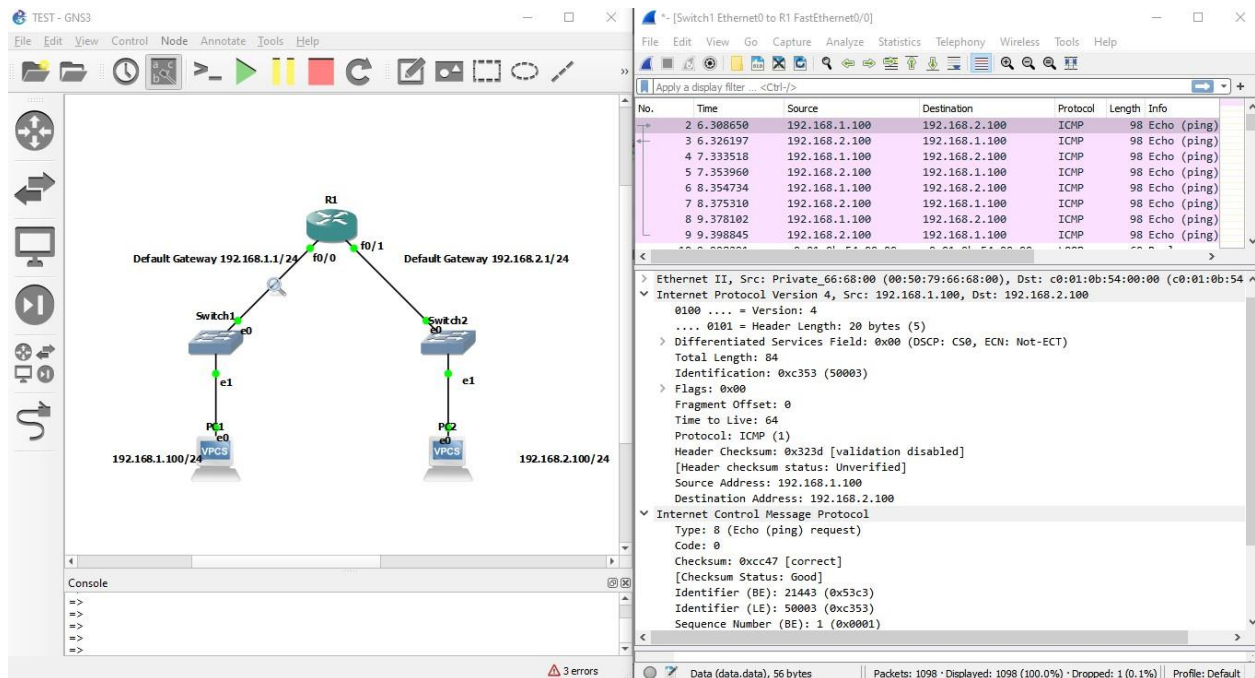 TEST - GNS3
File Edit View Control Node Annotate Tools Help
R1
f0/0
f0/1
Default Gateway 192.168.1.1/24
Default Gateway 192.168.2.1/24
Switch1
e0
Switch2
e0
e1
e1
PC1
e0
VPCS
PC2
e0
VPCS
192.168.1.100/24
192.168.2.100/24
Console
=>
=>
=>
=>
=>
3 errors
*- [Switch1 Ethernet0 to R1 FastEthernet0/0]
File Edit View Go Capture Analyze Statistics Telephony Wireless Tools Help
Apply a display filter ... <Ctrl-/>
No. Time Source Destination Protocol Length Info
2 6.308650 192.168.1.100 192.168.2.100 ICMP 98 Echo (ping)
3 6.326197 192.168.2.100 192.168.1.100 ICMP 98 Echo (ping)
4 7.333518 192.168.1.100 192.168.2.100 ICMP 98 Echo (ping)
5 7.353960 192.168.2.100 192.168.1.100 ICMP 98 Echo (ping)
6 8.354734 192.168.1.100 192.168.2.100 ICMP 98 Echo (ping)
7 8.375310 192.168.2.100 192.168.1.100 ICMP 98 Echo (ping)
8 9.378102 192.168.1.100 192.168.2.100 ICMP 98 Echo (ping)
9 9.398845 192.168.2.100 192.168.1.100 ICMP 98 Echo (ping)
Ethernet II, Src: Private_66:68:00 (00:50:79:66:68:00), Dst: c0:01:0b:54:00:00 (c0:01:0b:54
Internet Protocol Version 4, Src: 192.168.1.100, Dst: 192.168.2.100
0100 .... = Version: 4
.... 0101 = Header Length: 20 bytes (5)
Differentiated Services Field: 0x00 (DSCP: CS0, ECN: Not-ECT)
Total Length: 84
Identification: 0xc353 (50003)
Flags: 0x00
Fragment Offset: 0
Time to Live: 64
Protocol: ICMP (1)
Header Checksum: 0x323d [validation disabled]
[Header checksum status: Unverified]
Source Address: 192.168.1.100
Destination Address: 192.168.2.100
Internet Control Message Protocol
Type: 8 (Echo (ping) request)
Code: 0
Checksum: 0xcc47 [correct]
[Checksum Status: Good]
Identifier (BE): 21443 (0x53c3)
Identifier (LE): 50003 (0xc353)
Sequence Number (BE): 1 (0x0001)
Data (data.data), 56 bytes
Packets: 1098 · Displayed: 1098 (100.0%) · Dropped: 1 (0.1%)
Profile: Default